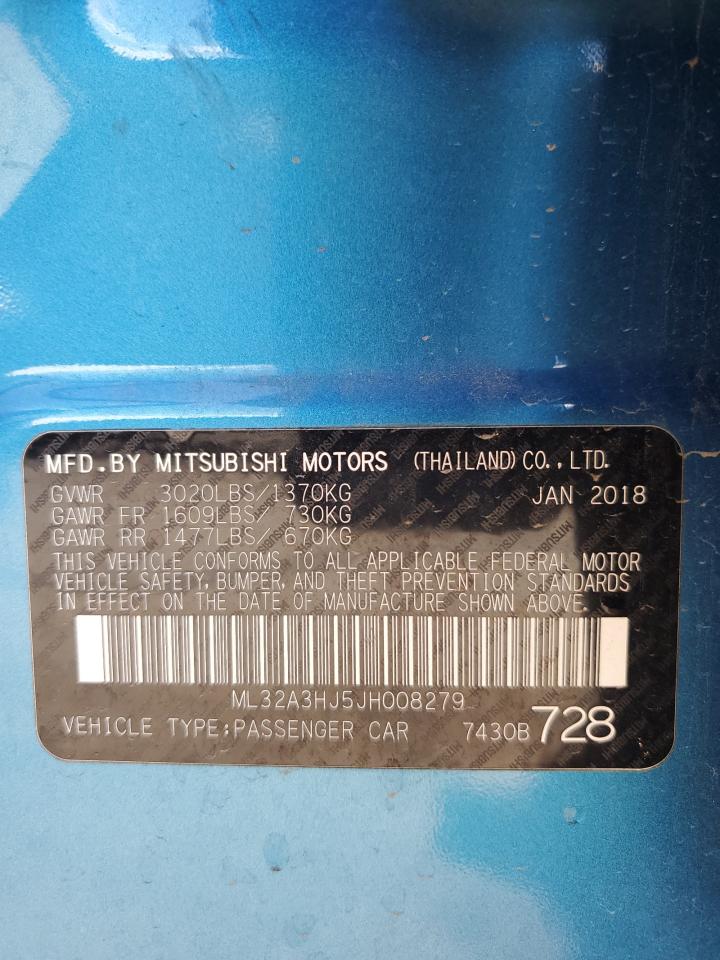 MFD.BY MITSUBISHI MOTORS (THAILAND) CO., LTD.
GVWR 3020LBS/1370KG JAN 2018
GAWR FR 1609LBS/ 730KG
GAWR RR 1477LBS/ 670KG
THIS VEHICLE CONFORMS TO ALL APPLICABLE FEDERAL MOTOR
VEHICLE SAFETY, BUMPER, AND THEFT PREVENTION STANDARDS
IN EFFECT ON THE DATE OF MANUFACTURE SHOWN ABOVE.
ML32A3HJ5JH008279
VEHICLE TYPE;PASSENGER CAR 7430B 728